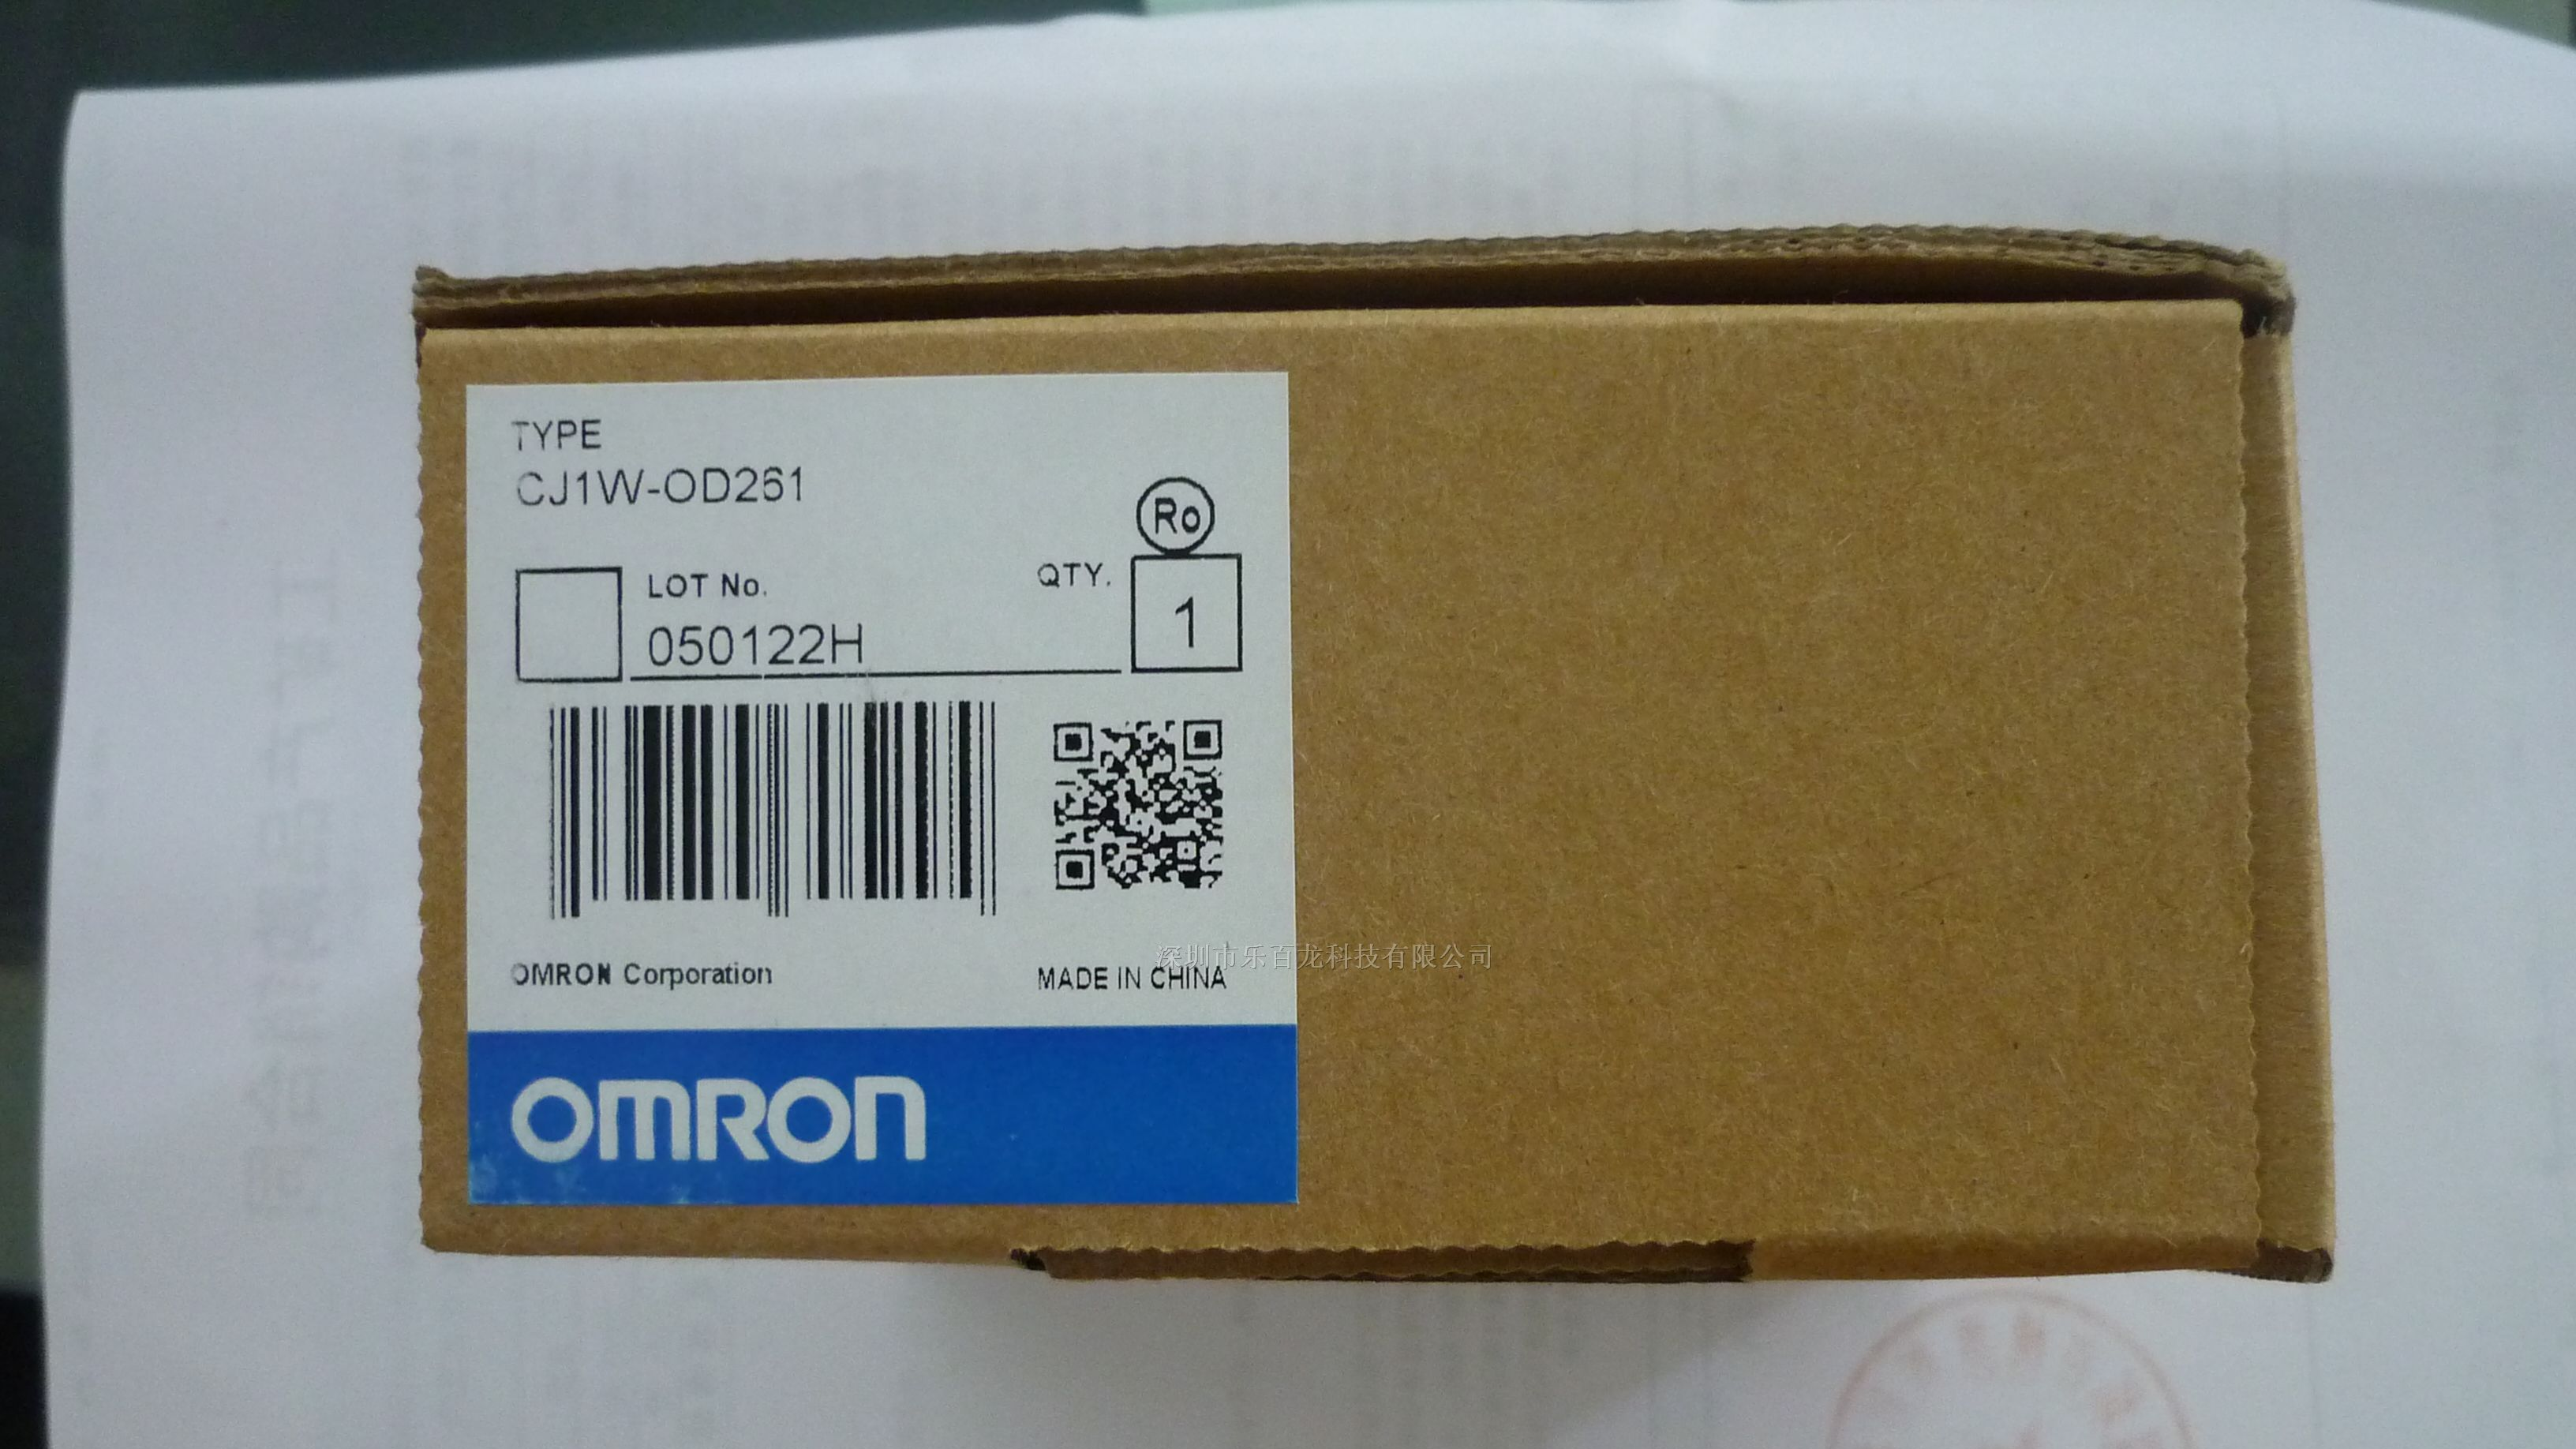 TYPE
CJ1W-OD261
Ro
LOT No.
QTY.
050122H
1
深圳市乐百龙科技有限公司
OMRON Corporation
MADE IN CHINA
OMRON